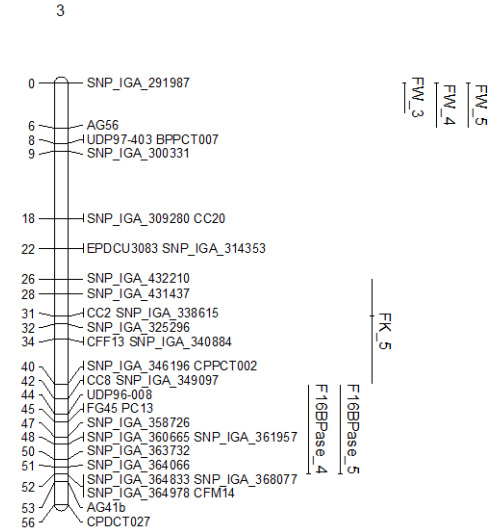 3
0 SNP_IGA_291987
6 AG56
8 UDP97-403 BPPCT007
9 SNP_IGA_300331
18 SNP_IGA_309280 CC20
22 EPDCU3083 SNP_IGA_314353
26 SNP_IGA_432210
28 SNP_IGA_431437
31 CC2 SNP_IGA_338615
32 SNP_IGA_325296
34 CFF13 SNP_IGA_340884
40 SNP_IGA_346196 CPPCT002
42 CC8 SNP_IGA_349097
44 UDP96-008
45 FG45 PC13
47 SNP_IGA_358726
48 SNP_IGA_360665 SNP_IGA_361957
50 SNP_IGA_363732
51 SNP_IGA_364066
52 SNP_IGA_364833 SNP_IGA_368077
SNP_IGA_364978 CFM14
53 AG41b
56 CPDCT027
FW_3
FW_4
FW_5
FK_5
F16BPase_4
F16BPase_5